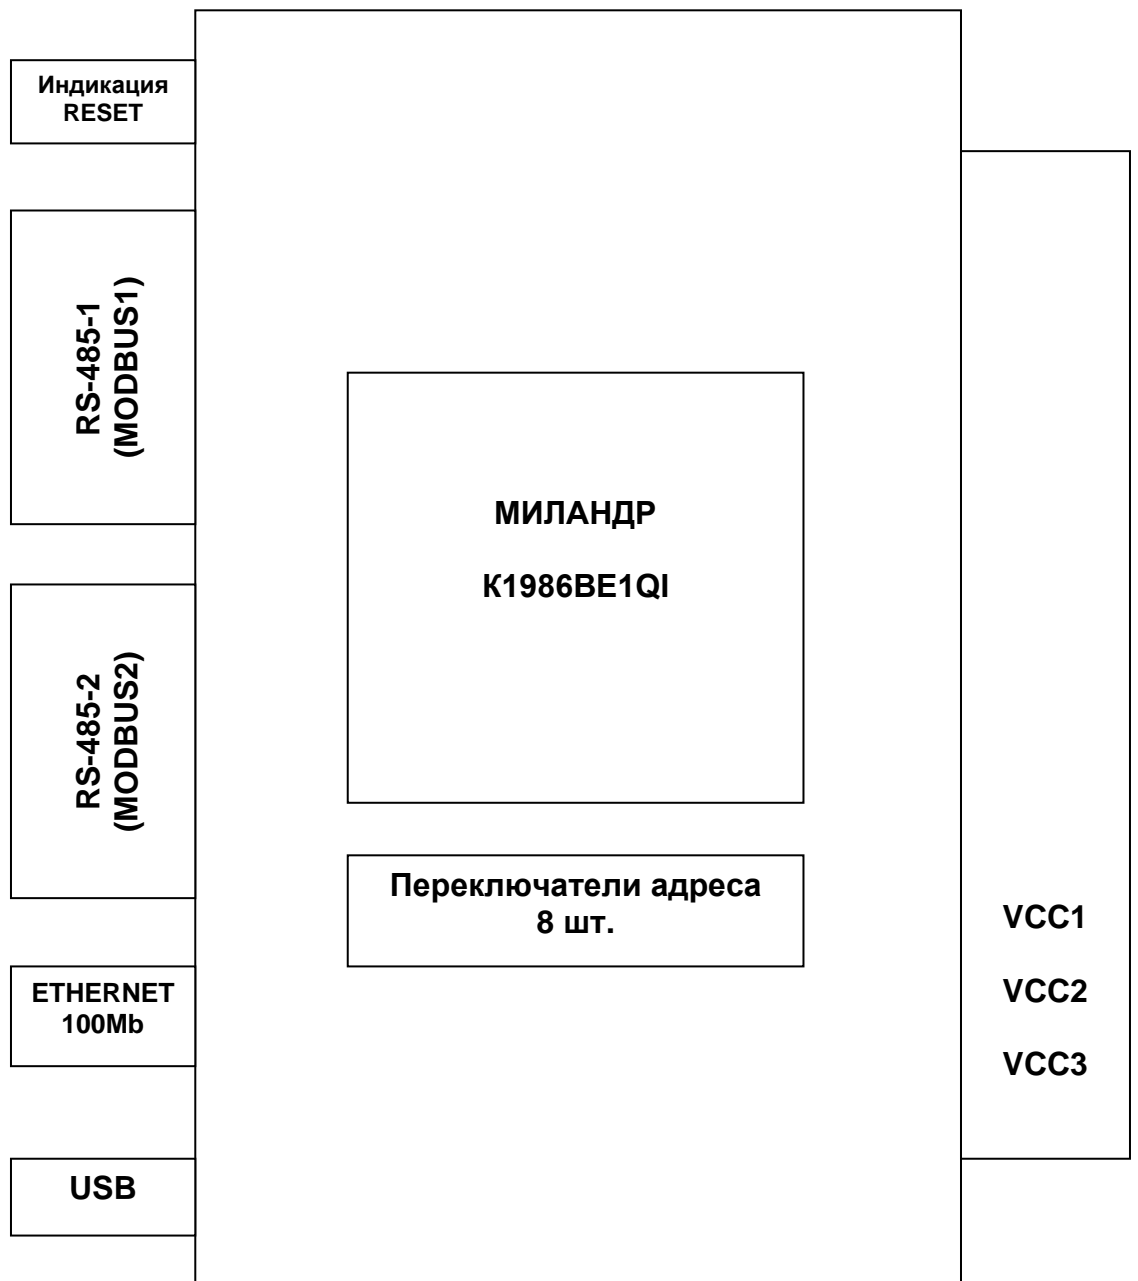 Индикация
RESET
RS-485-1
(MODBUS1)
МИЛАНДР
К1986ВЕ1QI
RS-485-2
(MODBUS2)
Переключатели адреса
8 шт.
VCC1
ETHERNET
100Mb
VCC2
VCC3
USB